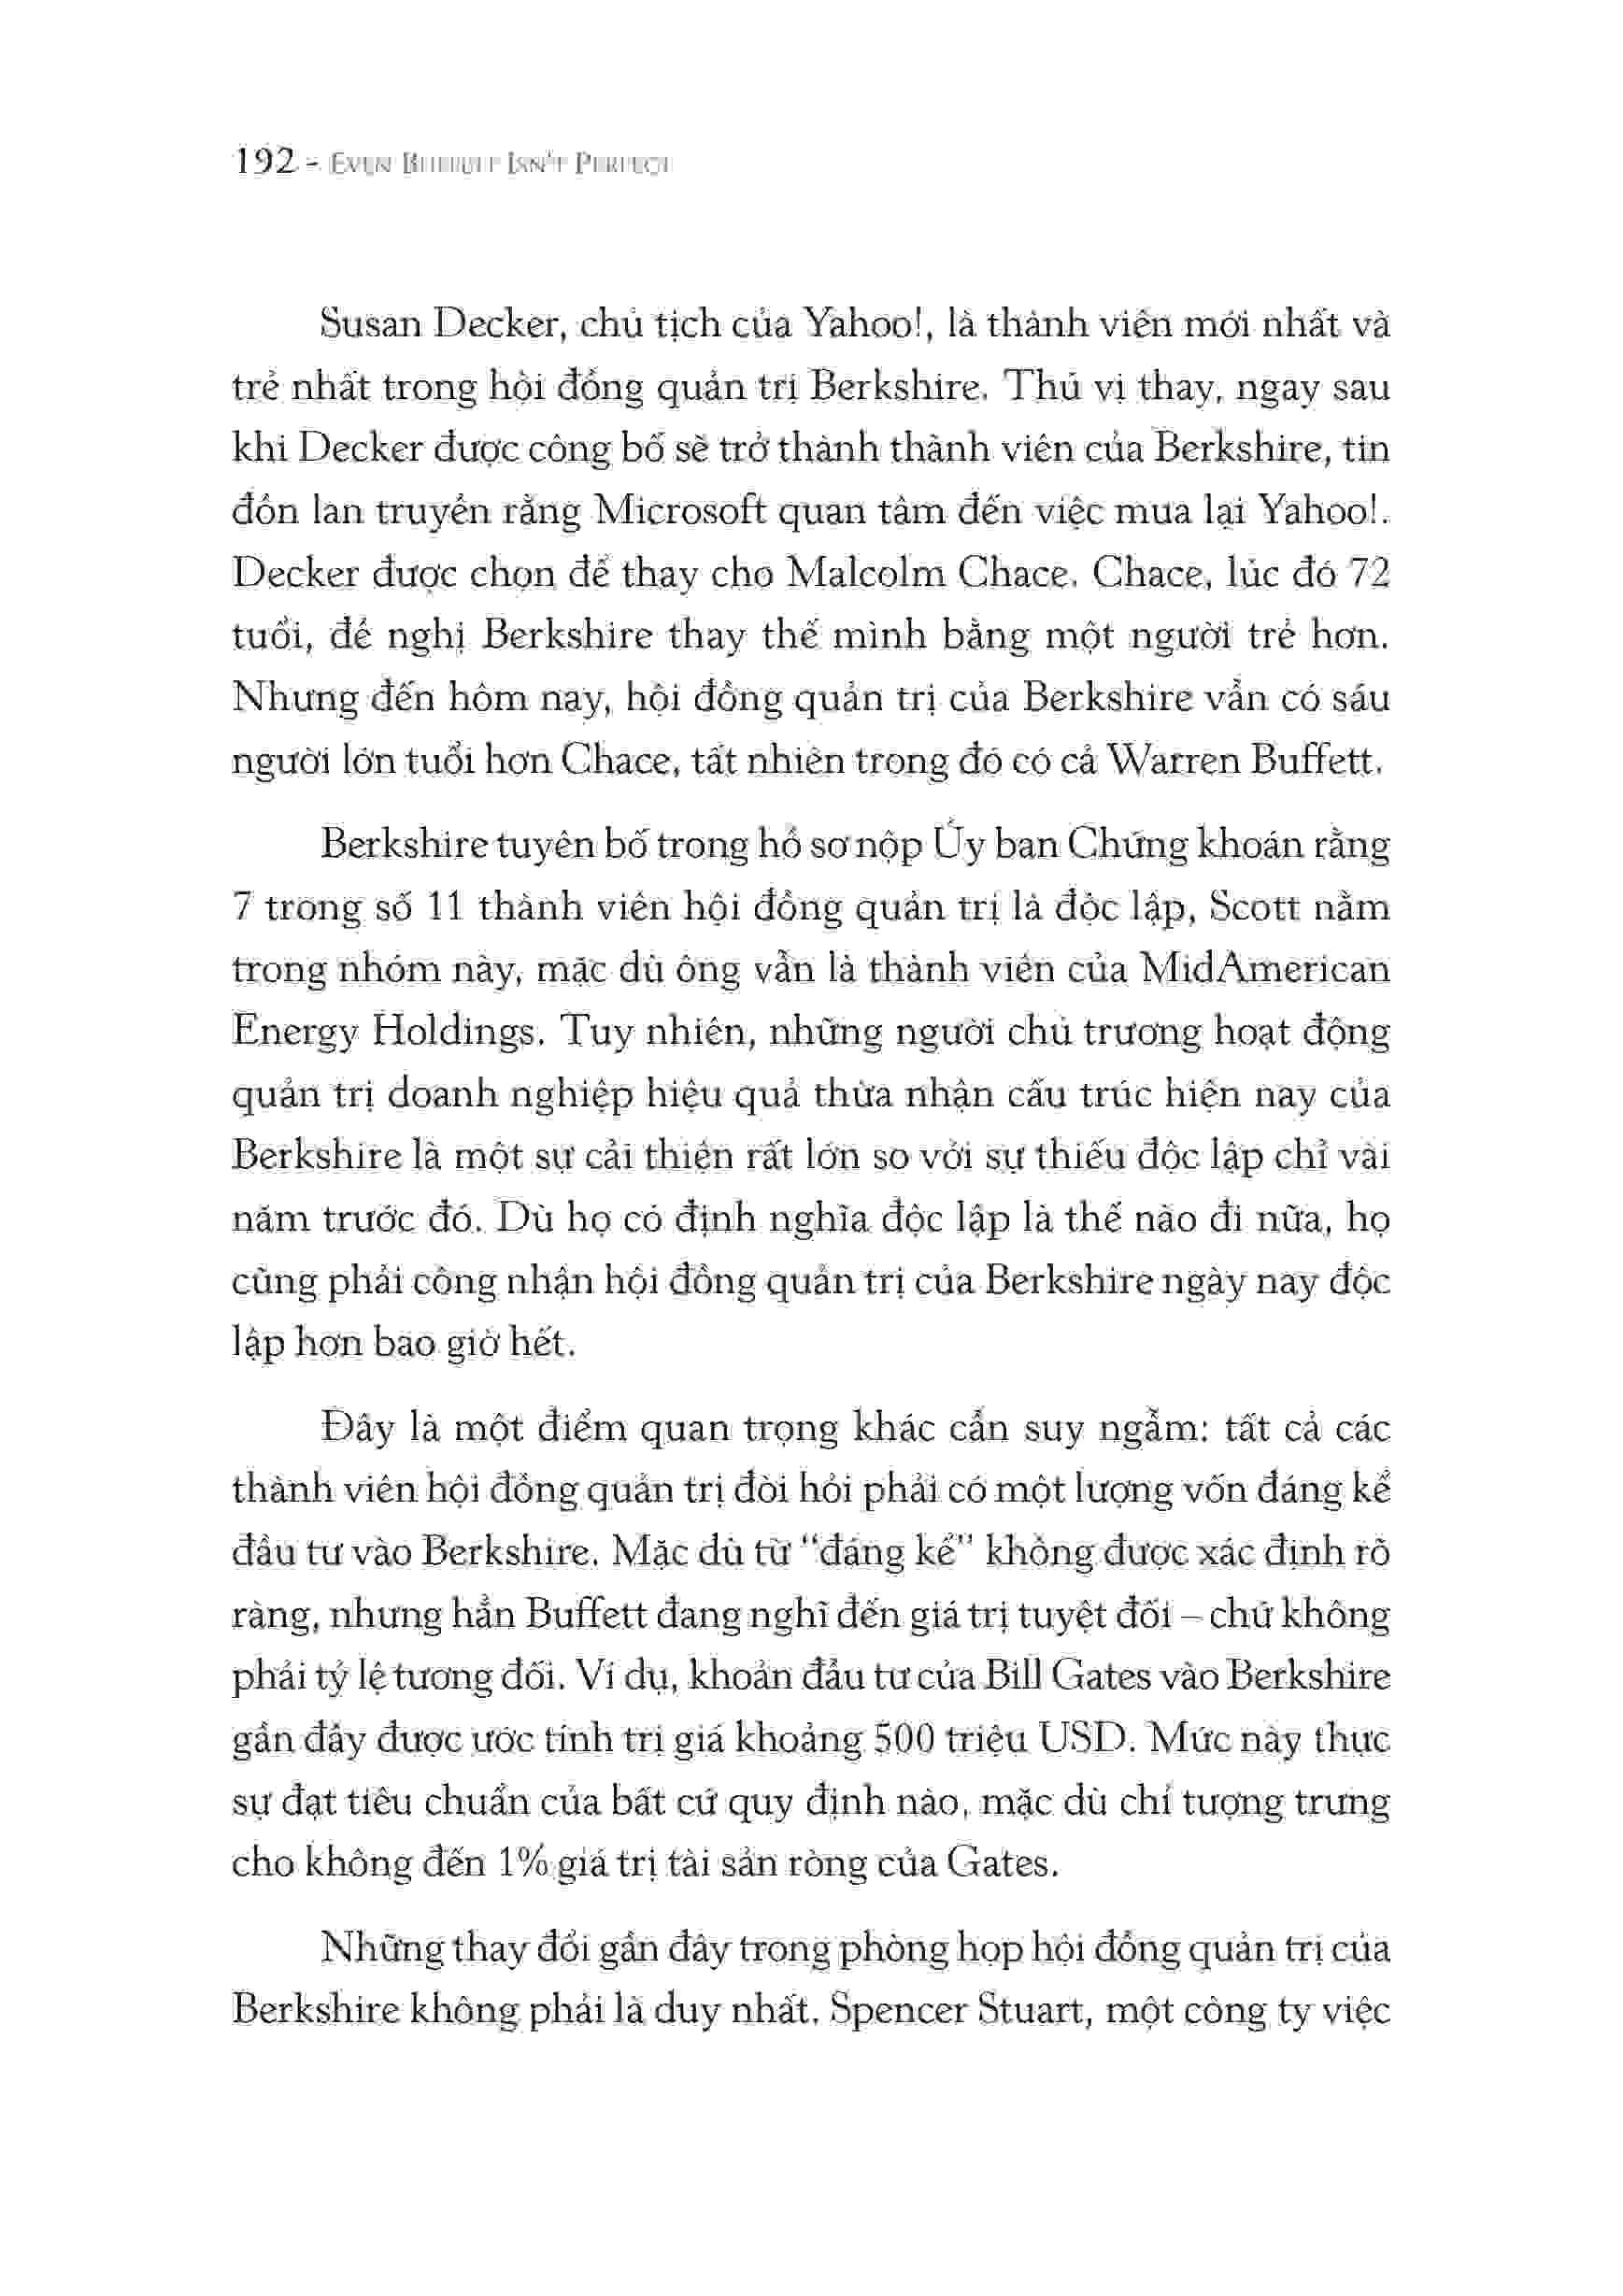 192 - EVEN BUFFETT ISN'T PERFECT
Susan Decker, chủ tịch của Yahoo!, là thành viên mới nhất và
trẻ nhất trong hội đồng quản trị Berkshire. Thú vị thay, ngay sau
khi Decker được công bố sẽ trở thành thành viên của Berkshire, tin
đồn lan truyền rằng Microsoft quan tâm đến việc mua lại Yahoo!.
Decker được chọn để thay cho Malcolm Chace. Chace, lúc đó 72
tuổi, đề nghị Berkshire thay thế mình bằng một người trẻ hơn.
Nhưng đến hôm nay, hội đồng quản trị của Berkshire vẫn có sáu
người lớn tuổi hơn Chace, tất nhiên trong đó có cả Warren Buffett.
Berkshire tuyên bố trong hồ sơ nộp Ủy ban Chứng khoán rằng
7 trong số 11 thành viên hội đồng quản trị là độc lập, Scott nằm
trong nhóm này, mặc dù ông vẫn là thành viên của MidAmerican
Energy Holdings. Tuy nhiên, những người chủ trương hoạt động
quản trị doanh nghiệp hiệu quả thừa nhận cấu trúc hiện nay của
Berkshire là một sự cải thiện rất lớn so với sự thiếu độc lập chỉ vài
năm trước đó. Dù họ có định nghĩa độc lập là thế nào đi nữa, họ
cũng phải công nhận hội đồng quản trị của Berkshire ngày nay độc
lập hơn bao giờ hết.
Đây là một điểm quan trọng khác cần suy ngẫm: tất cả các
thành viên hội đồng quản trị đòi hỏi phải có một lượng vốn đáng kể
đầu tư vào Berkshire. Mặc dù từ “đáng kể” không được xác định rõ
ràng, nhưng hẳn Buffett đang nghĩ đến giá trị tuyệt đối – chứ không
phải tỷ lệ tương đối. Ví dụ, khoản đầu tư của Bill Gates vào Berkshire
gần đây được ước tính trị giá khoảng 500 triệu USD. Mức này thực
sự đạt tiêu chuẩn của bất cứ quy định nào, mặc dù chỉ tượng trưng
cho không đến 1% giá trị tài sản ròng của Gates.
Những thay đổi gần đây trong phòng họp hội đồng quản trị của
Berkshire không phải là duy nhất. Spencer Stuart, một công ty việc